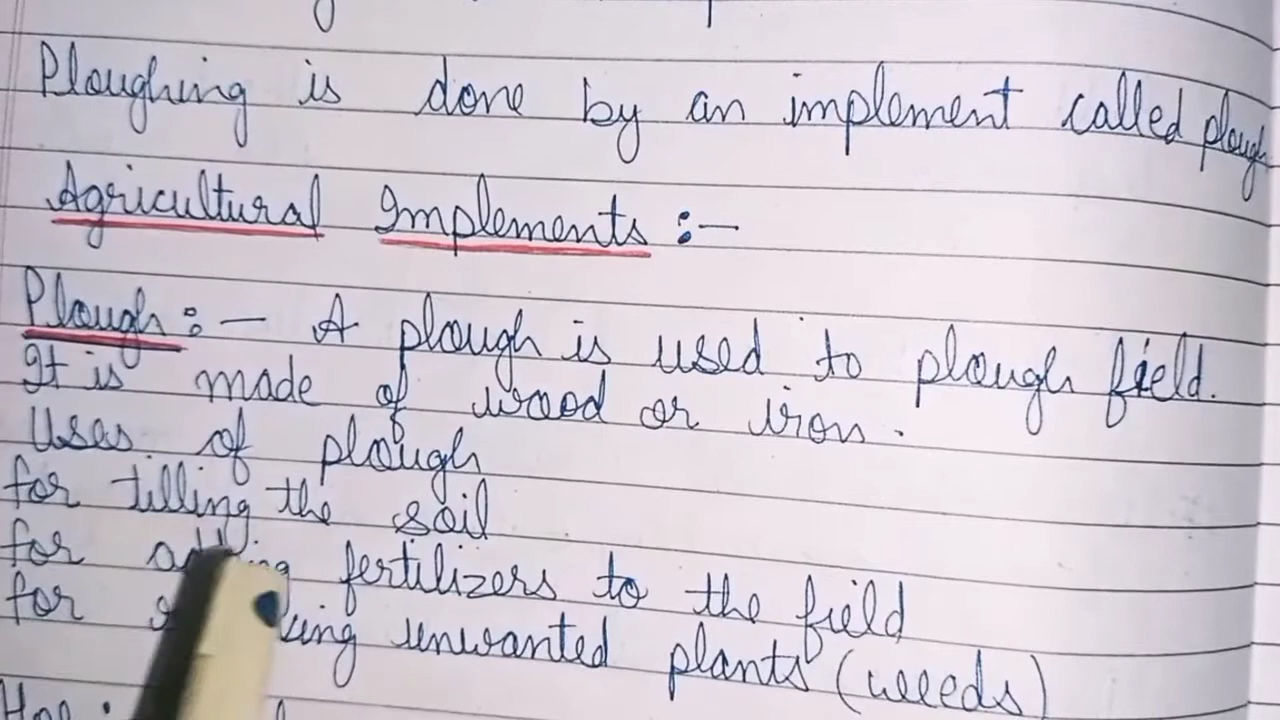 Ploughing is done by an implement called plough
Agricultural Implements :—
Plough :— A plough is used to plough field.
It is made of wood or iron.
Uses of plough
for tilling the soil
for adding fertilizers to the field
for unwanted plants (weeds)